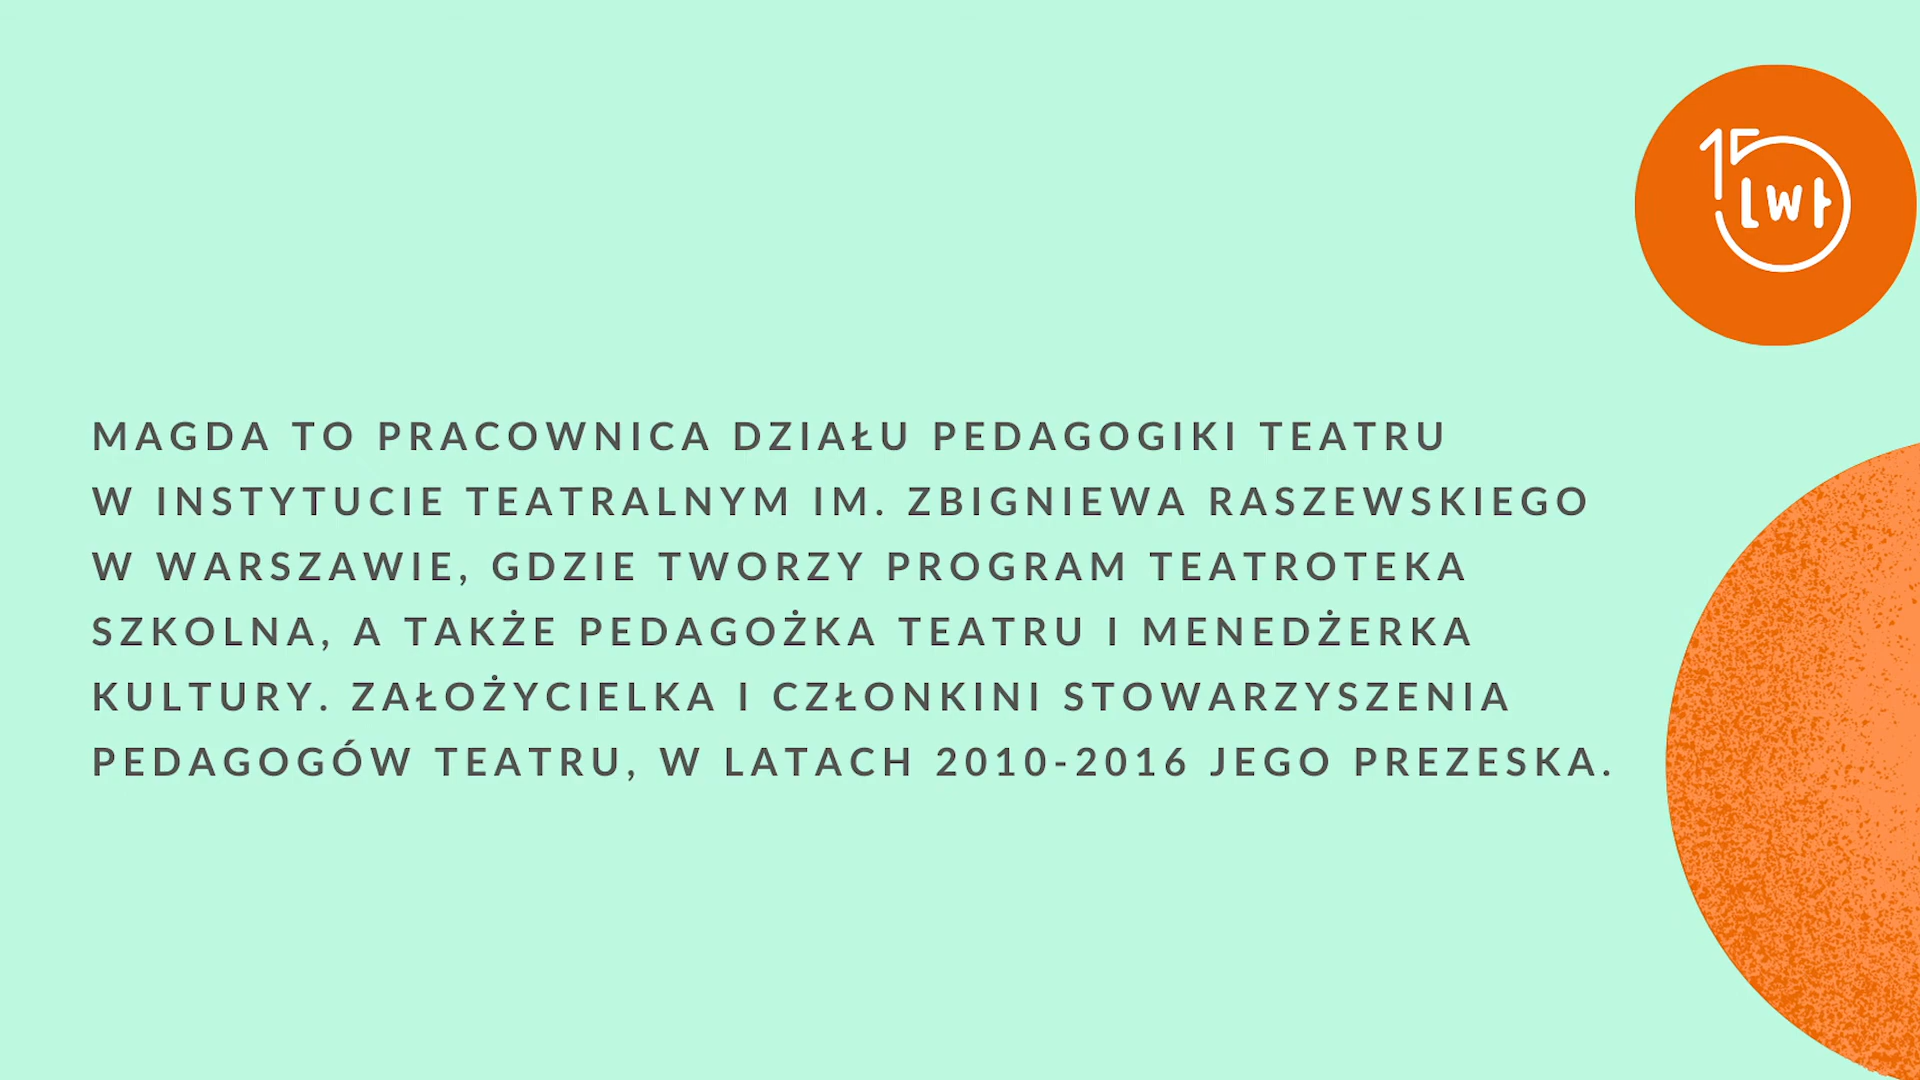 15
lwł
MAGDA TO PRACOWNICA DZIAŁU PEDAGOGIKI TEATRU
W INSTYTUCIE TEATRALNYM IM. ZBIGNIEWA RASZEWSKIEGO
W WARSZAWIE, GDZIE TWORZY PROGRAM TEATROTEKA
SZKOLNA, A TAKŻE PEDAGOŻKA TEATRU I MENEDŻERKA
KULTURY. ZAŁOŻYCIELKA I CZŁONKINI STOWARZYSZENIA
PEDAGOGÓW TEATRU, W LATACH 2010-2016 JEGO PREZESKA.